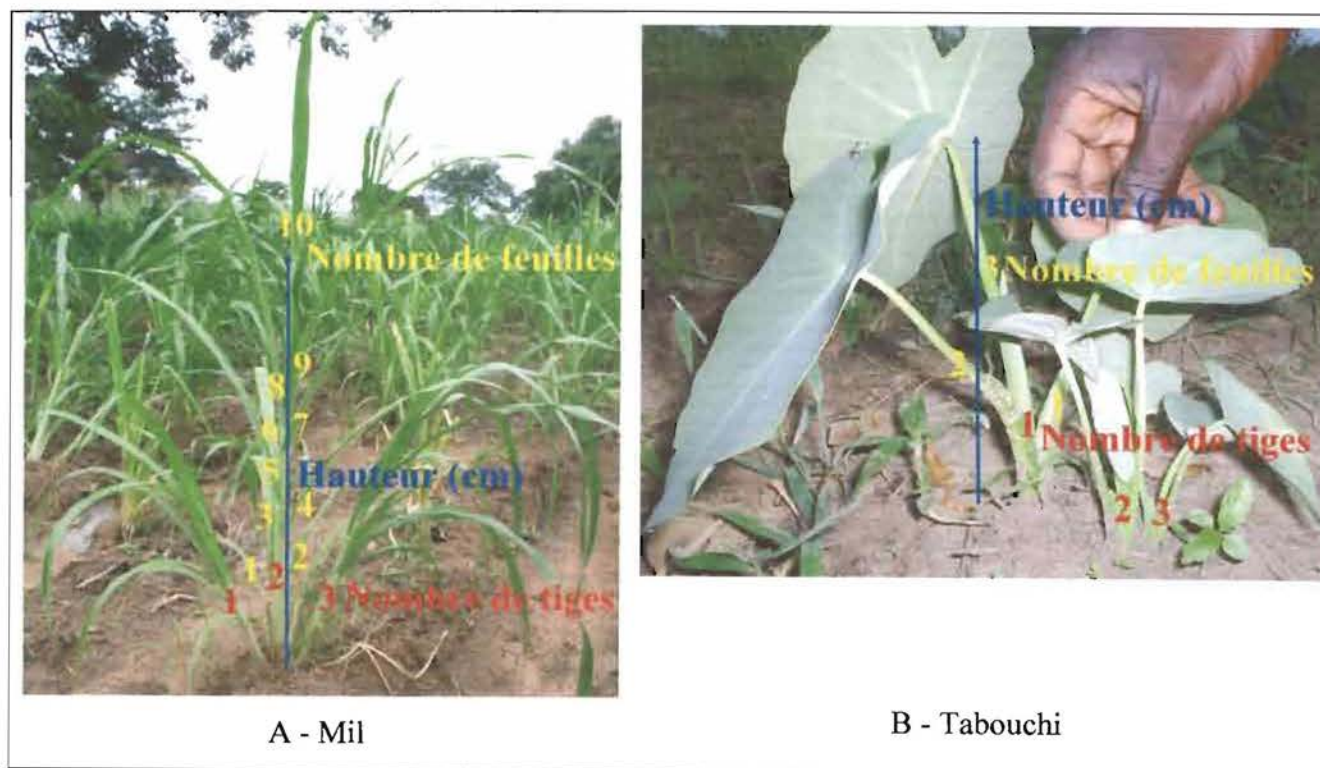 10
Nombre de feuilles
9
8
7
6
5
Hauteur (cm)
4
3
2
1
2
1
3 Nombre de tiges
A - Mil
Hauteur (cm)
3 Nombre de feuilles
2
1
1 Nombre de tiges
2
3
B - Tabouchi